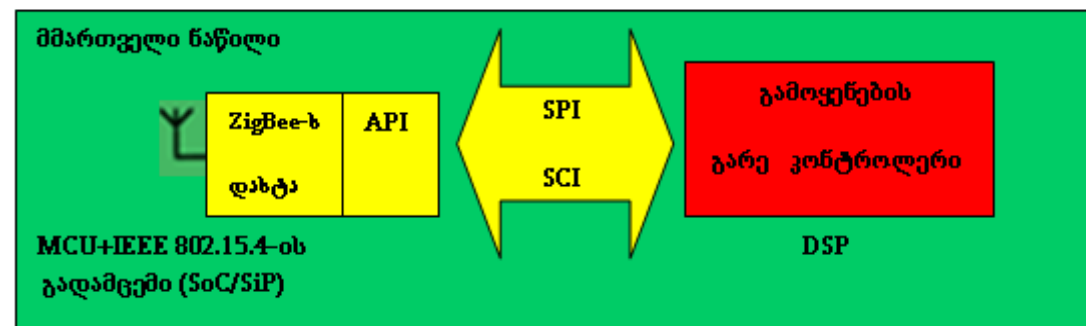 მმართველი ნაწილი
ZigBee-ს
დასტა
API
SPI
SCI
გამოყენების
გარე კონტროლერი
MCU+IEEE 802.15.4-ის
გადამცემი (SoC/SiP)
DSP